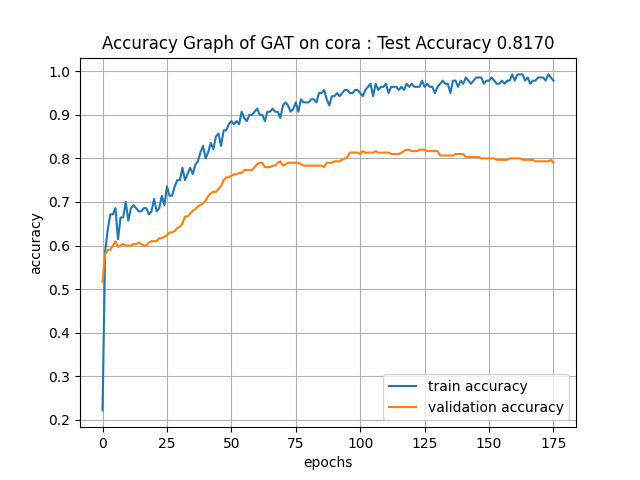 Accuracy Graph of GAT on cora : Test Accuracy 0.8170
1.0
0.9
0.8
0.7
0.6
0.5
0.4
0.3
0.2
accuracy
train accuracy
validation accuracy
0 25 50 75 100 125 150 175
epochs